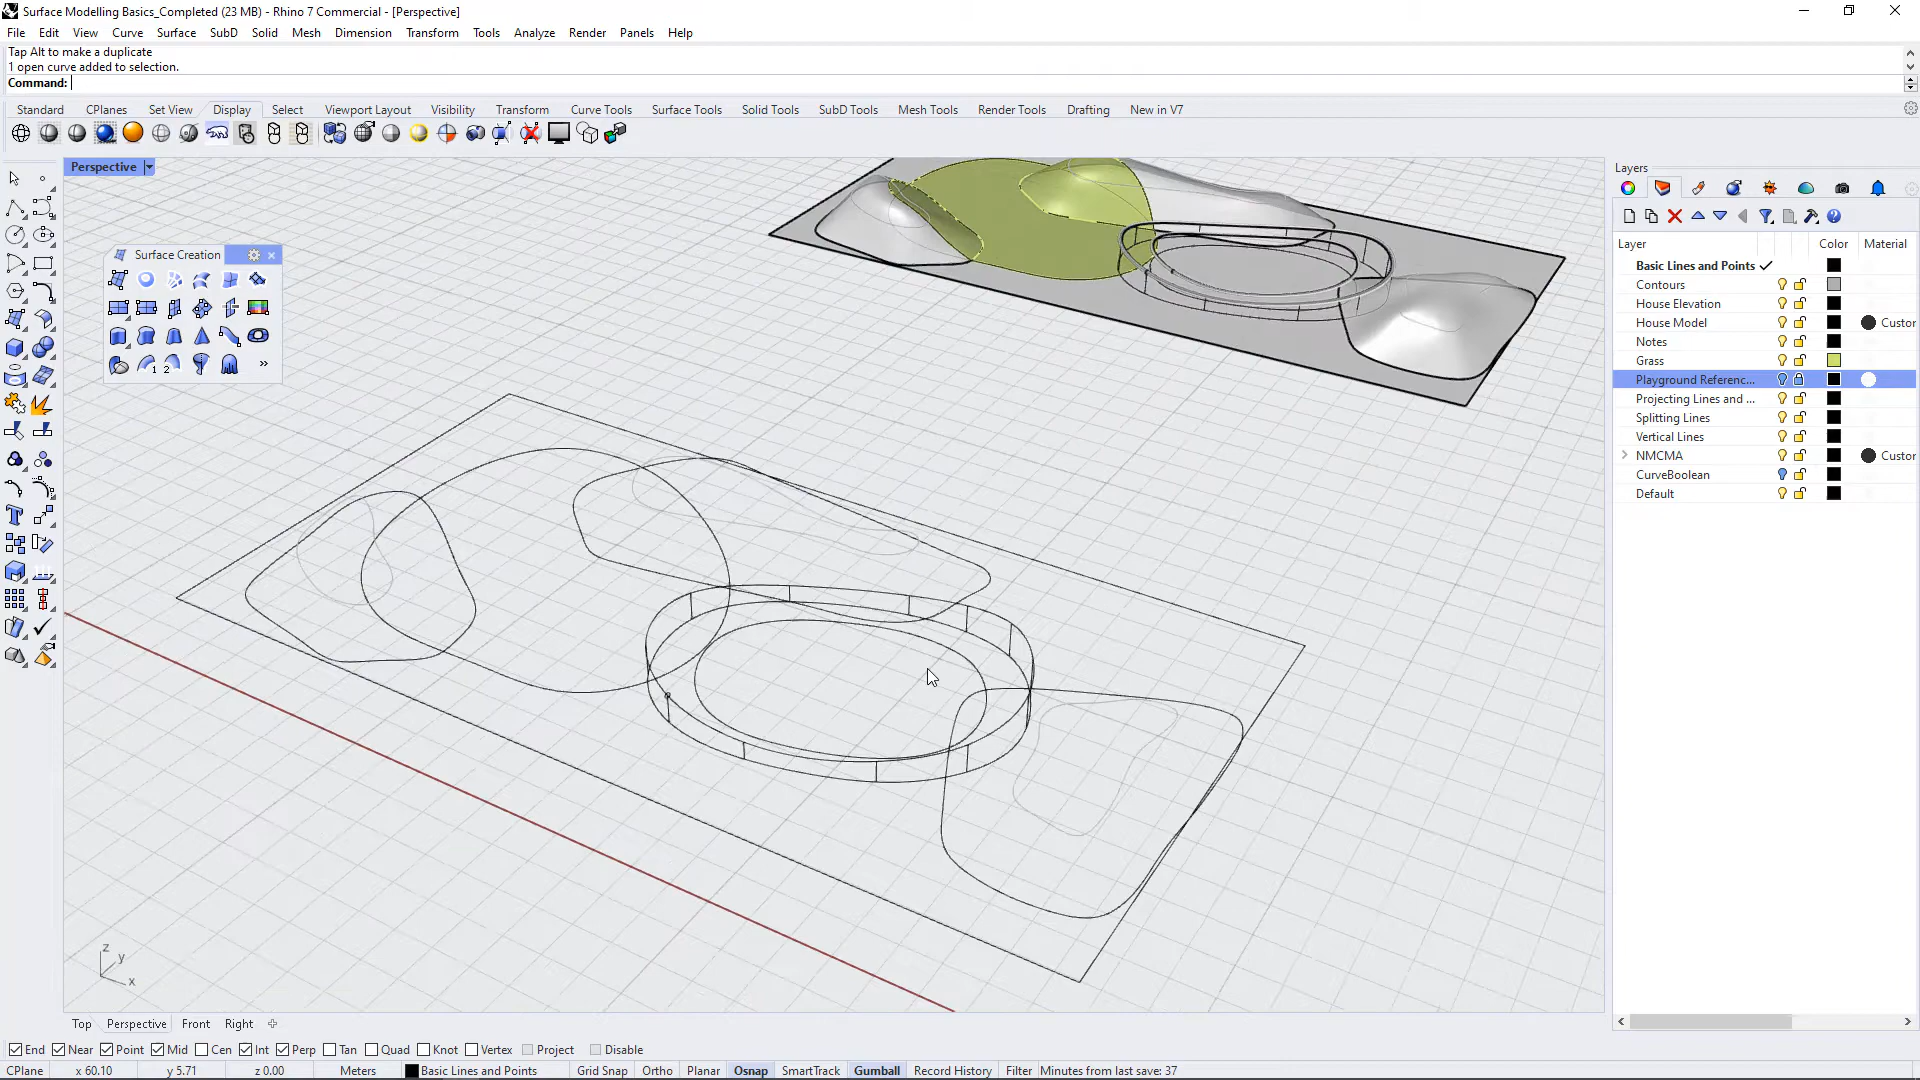 Surface Modelling Basics_Completed (23 MB) - Rhino 7 Commercial - [Perspective]
File Edit View Curve Surface SubD Solid Mesh Dimension Transform Tools Analyze Render Panels Help
Tap Alt to make a duplicate
1 open curve added to selection.
Command:
Standard CPlanes Set View Display Select Viewport Layout Visibility Transform Curve Tools Surface Tools Solid Tools SubD Tools Mesh Tools Render Tools Drafting New in V7
Perspective
Layers
Surface Creation
Layer Color Material
Basic Lines and Points
Contours
House Elevation
House Model Custor
Notes
Grass
Playground Referenc...
Projecting Lines and ...
Splitting Lines
Vertical Lines
NMCMA Custor
CurveBoolean
Default
1 2
z
y
x
Top Perspective Front Right
End Near Point Mid Cen Int Perp Tan Quad Knot Vertex Project Disable
CPlane x 60.10 y 5.71 z 0.00 Meters Basic Lines and Points Grid Snap Ortho Planar Osnap SmartTrack Gumball Record History Filter Minutes from last save: 37